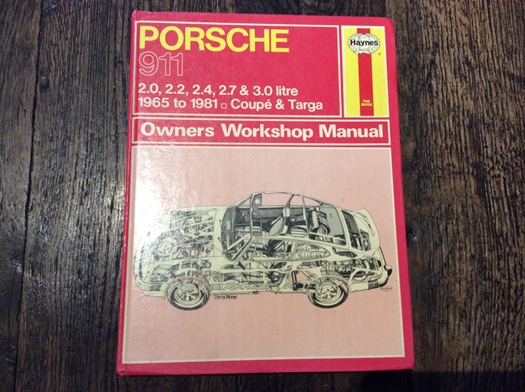 PORSCHE
911
2.0, 2.2, 2.4, 2.7 & 3.0 litre
1965 to 1981 □ Coupé & Targa
Haynes
Owners Workshop Manual